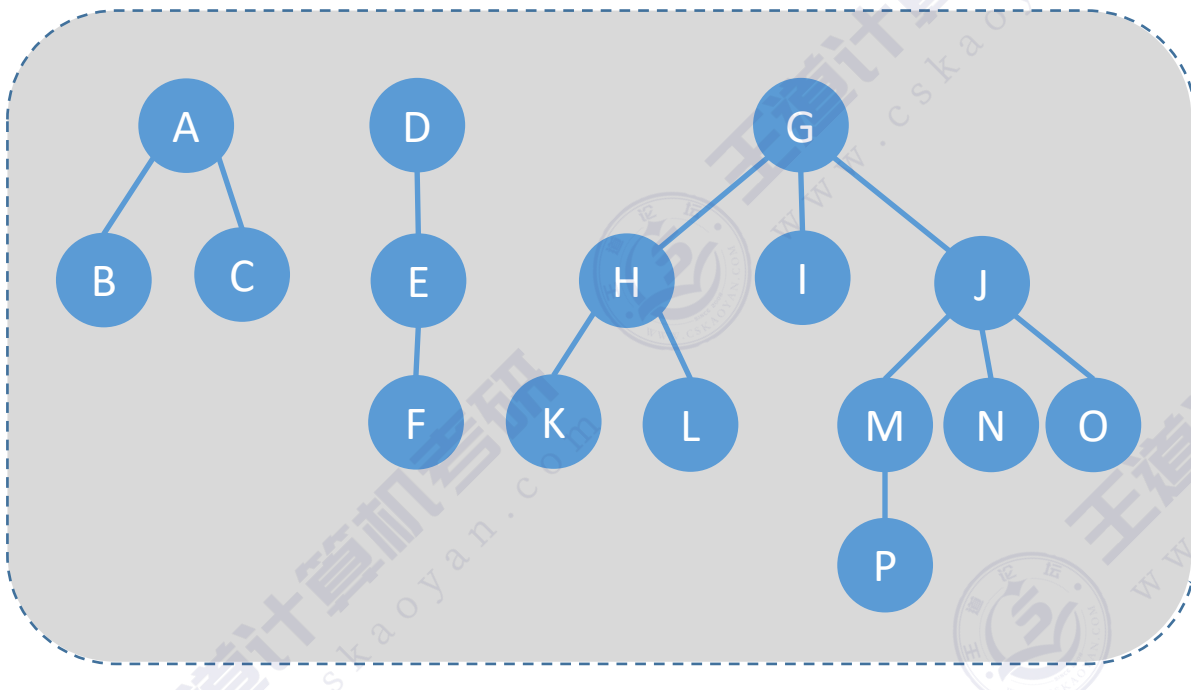 A D G
B C E H I J
F K L M N O
P
王道计算机考研
www.cskaoyan.com